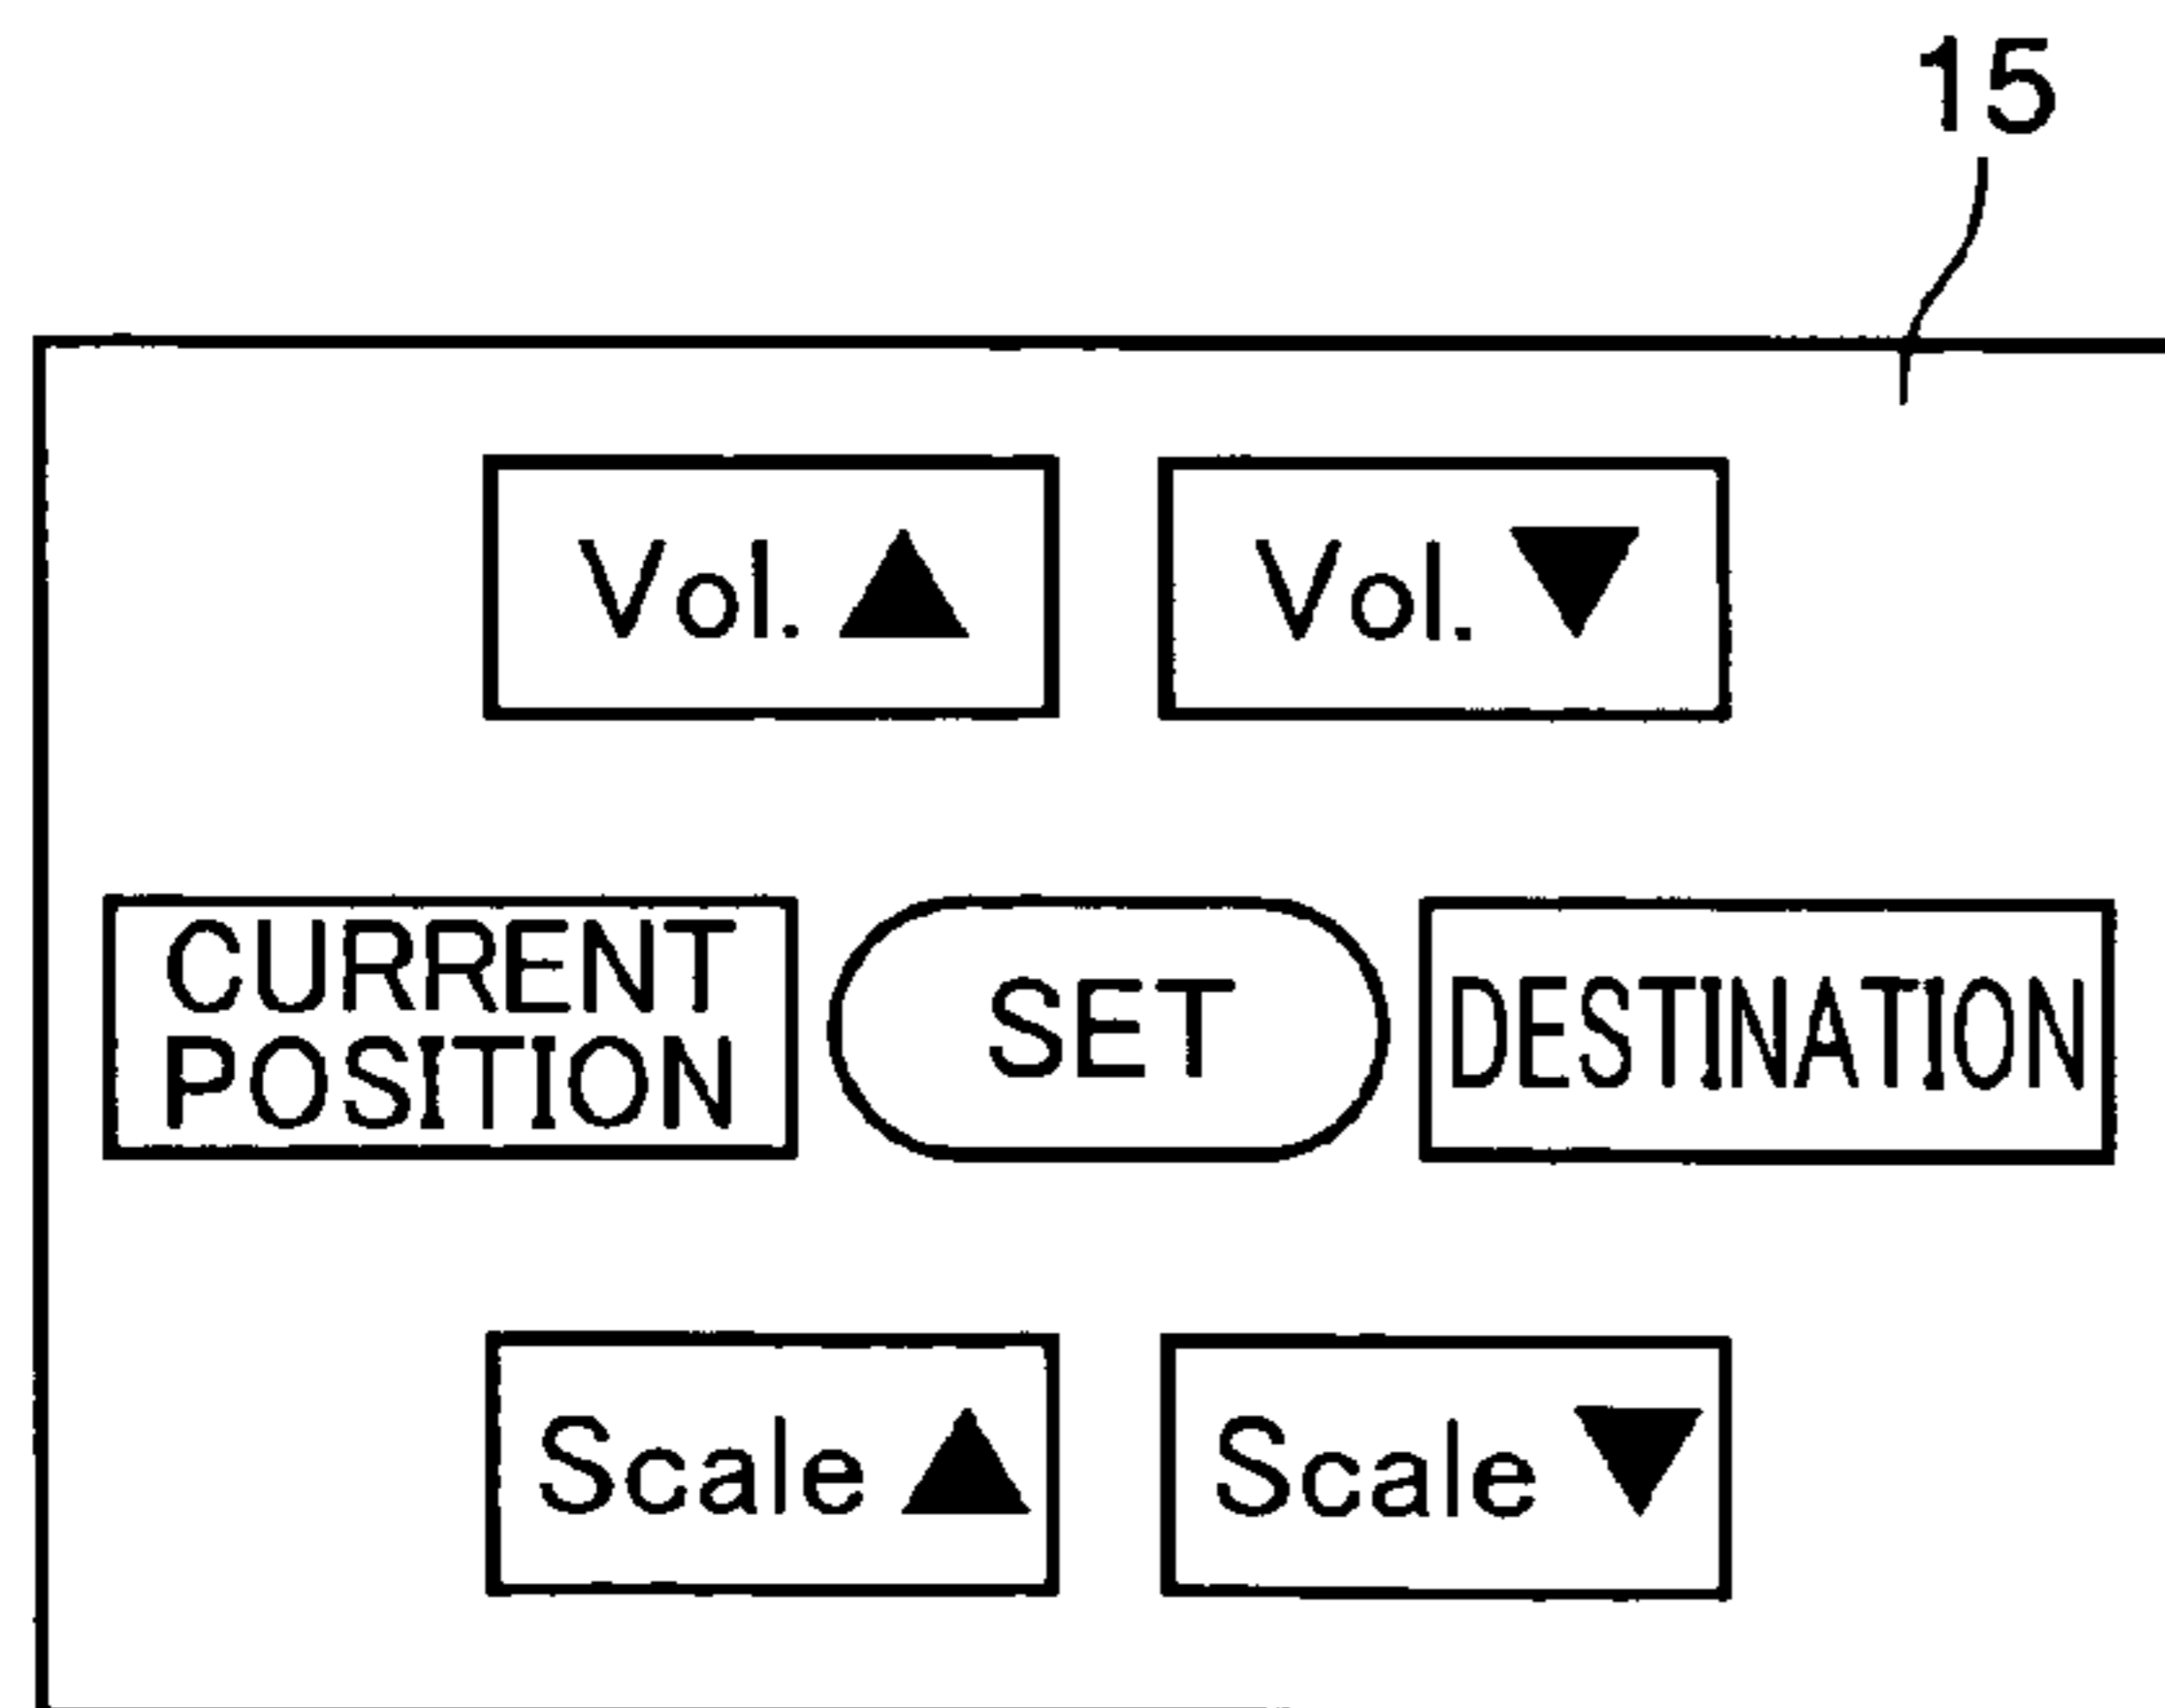 15
Vol. ▲ Vol. ▼
CURRENT
POSITION
SET
DESTINATION
Scale ▲ Scale ▼